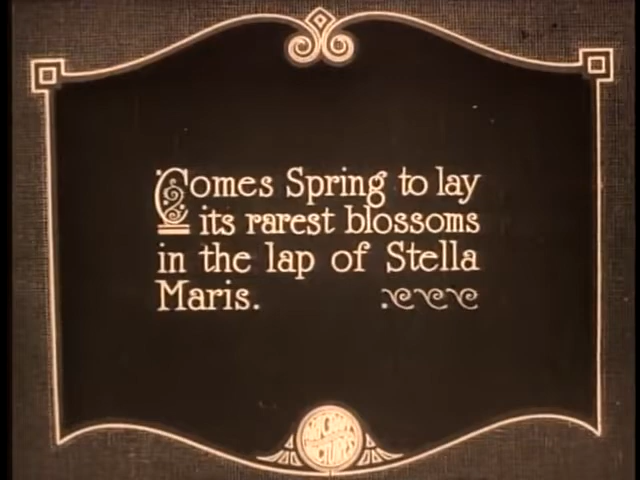 Comes Spring to lay
its rarest blossoms
in the lap of Stella
Maris.